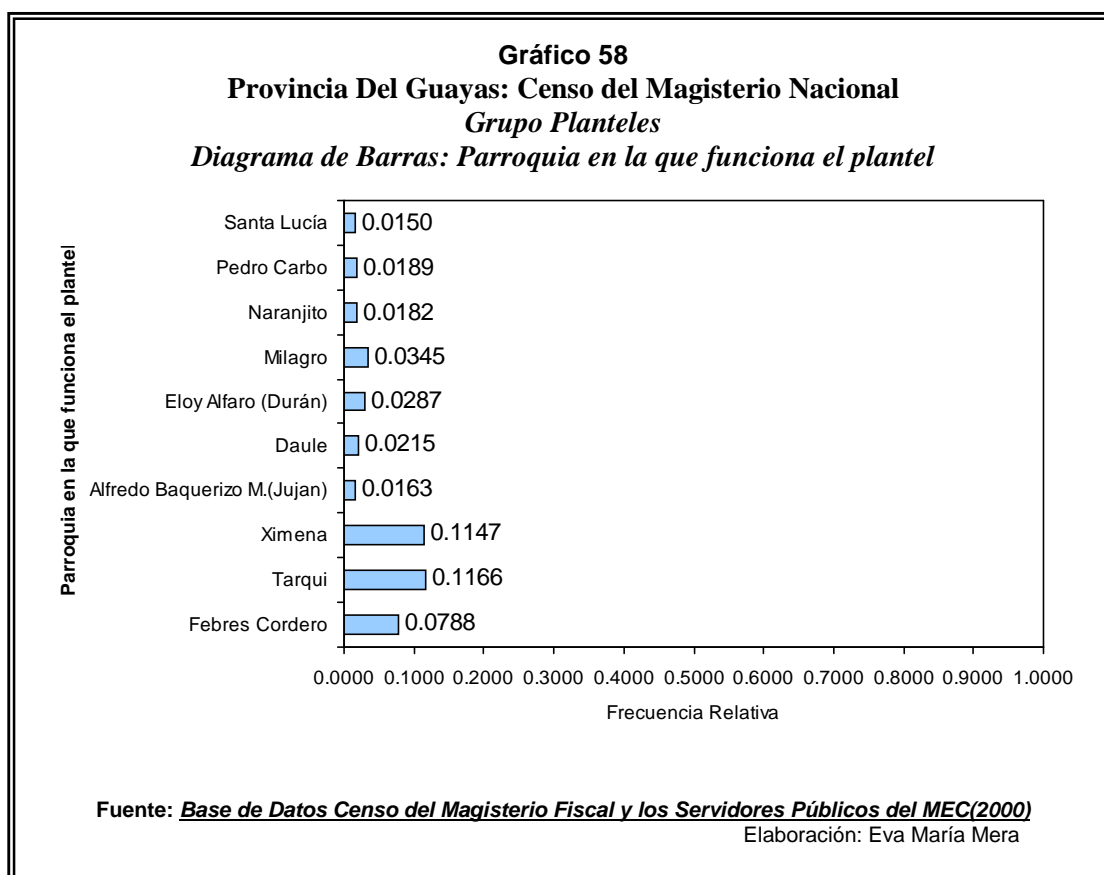 Gráfico 58
Provincia Del Guayas: Censo del Magisterio Nacional
Grupo Planteles
Diagrama de Barras: Parroquia en la que funciona el plantel
Parroquia en la que funciona el plantel
Santa Lucía 0.0150
Pedro Carbo 0.0189
Naranjito 0.0182
Milagro 0.0345
Eloy Alfaro (Durán) 0.0287
Daule 0.0215
Alfredo Baquerizo M.(Jujan) 0.0163
Ximena 0.1147
Tarqui 0.1166
Febres Cordero 0.0788
0.0000 0.1000 0.2000 0.3000 0.4000 0.5000 0.6000 0.7000 0.8000 0.9000 1.0000
Frecuencia Relativa
Fuente: Base de Datos Censo del Magisterio Fiscal y los Servidores Públicos del MEC(2000)
Elaboración: Eva María Mera